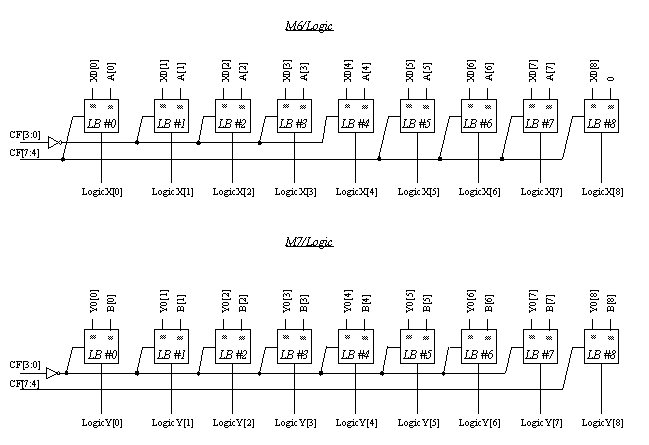 M6/Logic
X0[0] A[0] X0[1] A[1] X0[2] A[2] X0[3] A[3] X0[4] A[4] X0[5] A[5] X0[6] A[6] X0[7] A[7] X0[8] 0
LB #0 LB #1 LB #2 LB #3 LB #4 LB #5 LB #6 LB #7 LB #8
CF[3:0]
CF[7:4]
LogicX[0] LogicX[1] LogicX[2] LogicX[3] LogicX[4] LogicX[5] LogicX[6] LogicX[7] LogicX[8]
M7/Logic
Y0[0] B[0] Y0[1] B[1] Y0[2] B[2] Y0[3] B[3] Y0[4] B[4] Y0[5] B[5] Y0[6] B[6] Y0[7] B[7] Y0[8] B[8]
LB #0 LB #1 LB #2 LB #3 LB #4 LB #5 LB #6 LB #7 LB #8
CF[3:0]
CF[7:4]
LogicY[0] LogicY[1] LogicY[2] LogicY[3] LogicY[4] LogicY[5] LogicY[6] LogicY[7] LogicY[8]